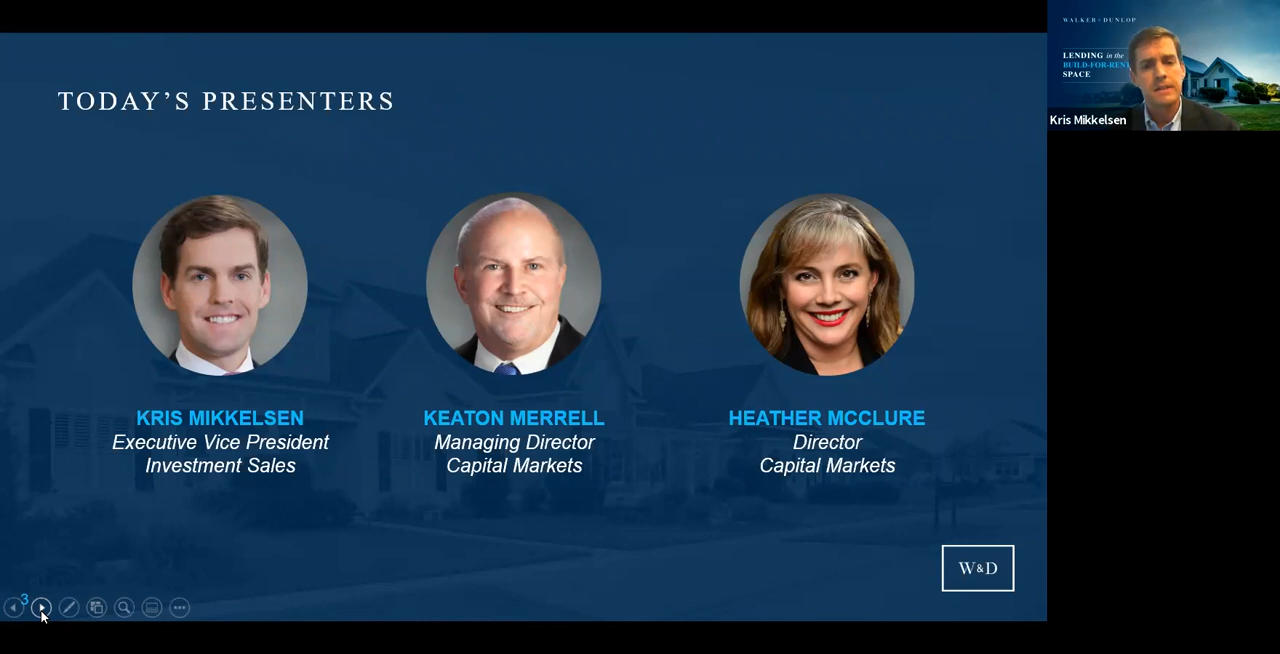 TODAY'S PRESENTERS
KRIS MIKKELSEN
Executive Vice President
Investment Sales
KEATON MERRELL
Managing Director
Capital Markets
HEATHER MCCLURE
Director
Capital Markets
W&D
3
WALKER & DUNLOP
LENDING in the
BUILD-FOR-RENT
SPACE
Kris Mikkelsen